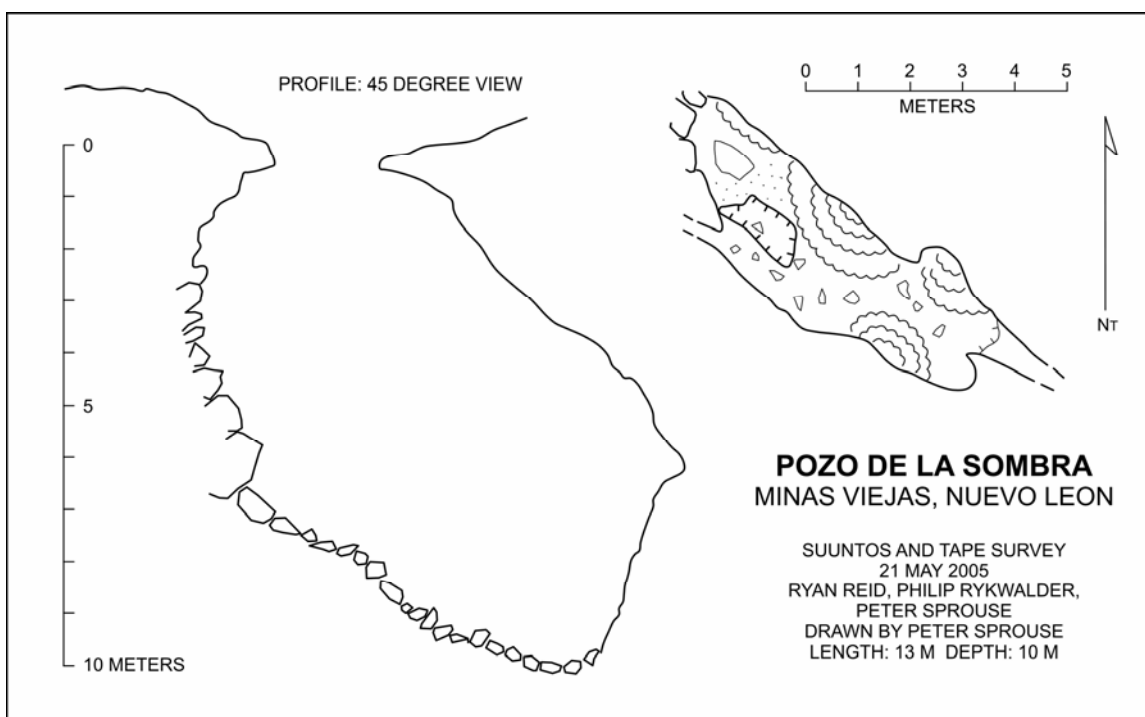 PROFILE: 45 DEGREE VIEW
0
5
10 METERS
0 1 2 3 4 5
METERS
NT
POZO DE LA SOMBRA
MINAS VIEJAS, NUEVO LEON
SUUNTOS AND TAPE SURVEY
21 MAY 2005
RYAN REID, PHILIP RYKWALDER,
PETER SPROUSE
DRAWN BY PETER SPROUSE
LENGTH: 13 M DEPTH: 10 M